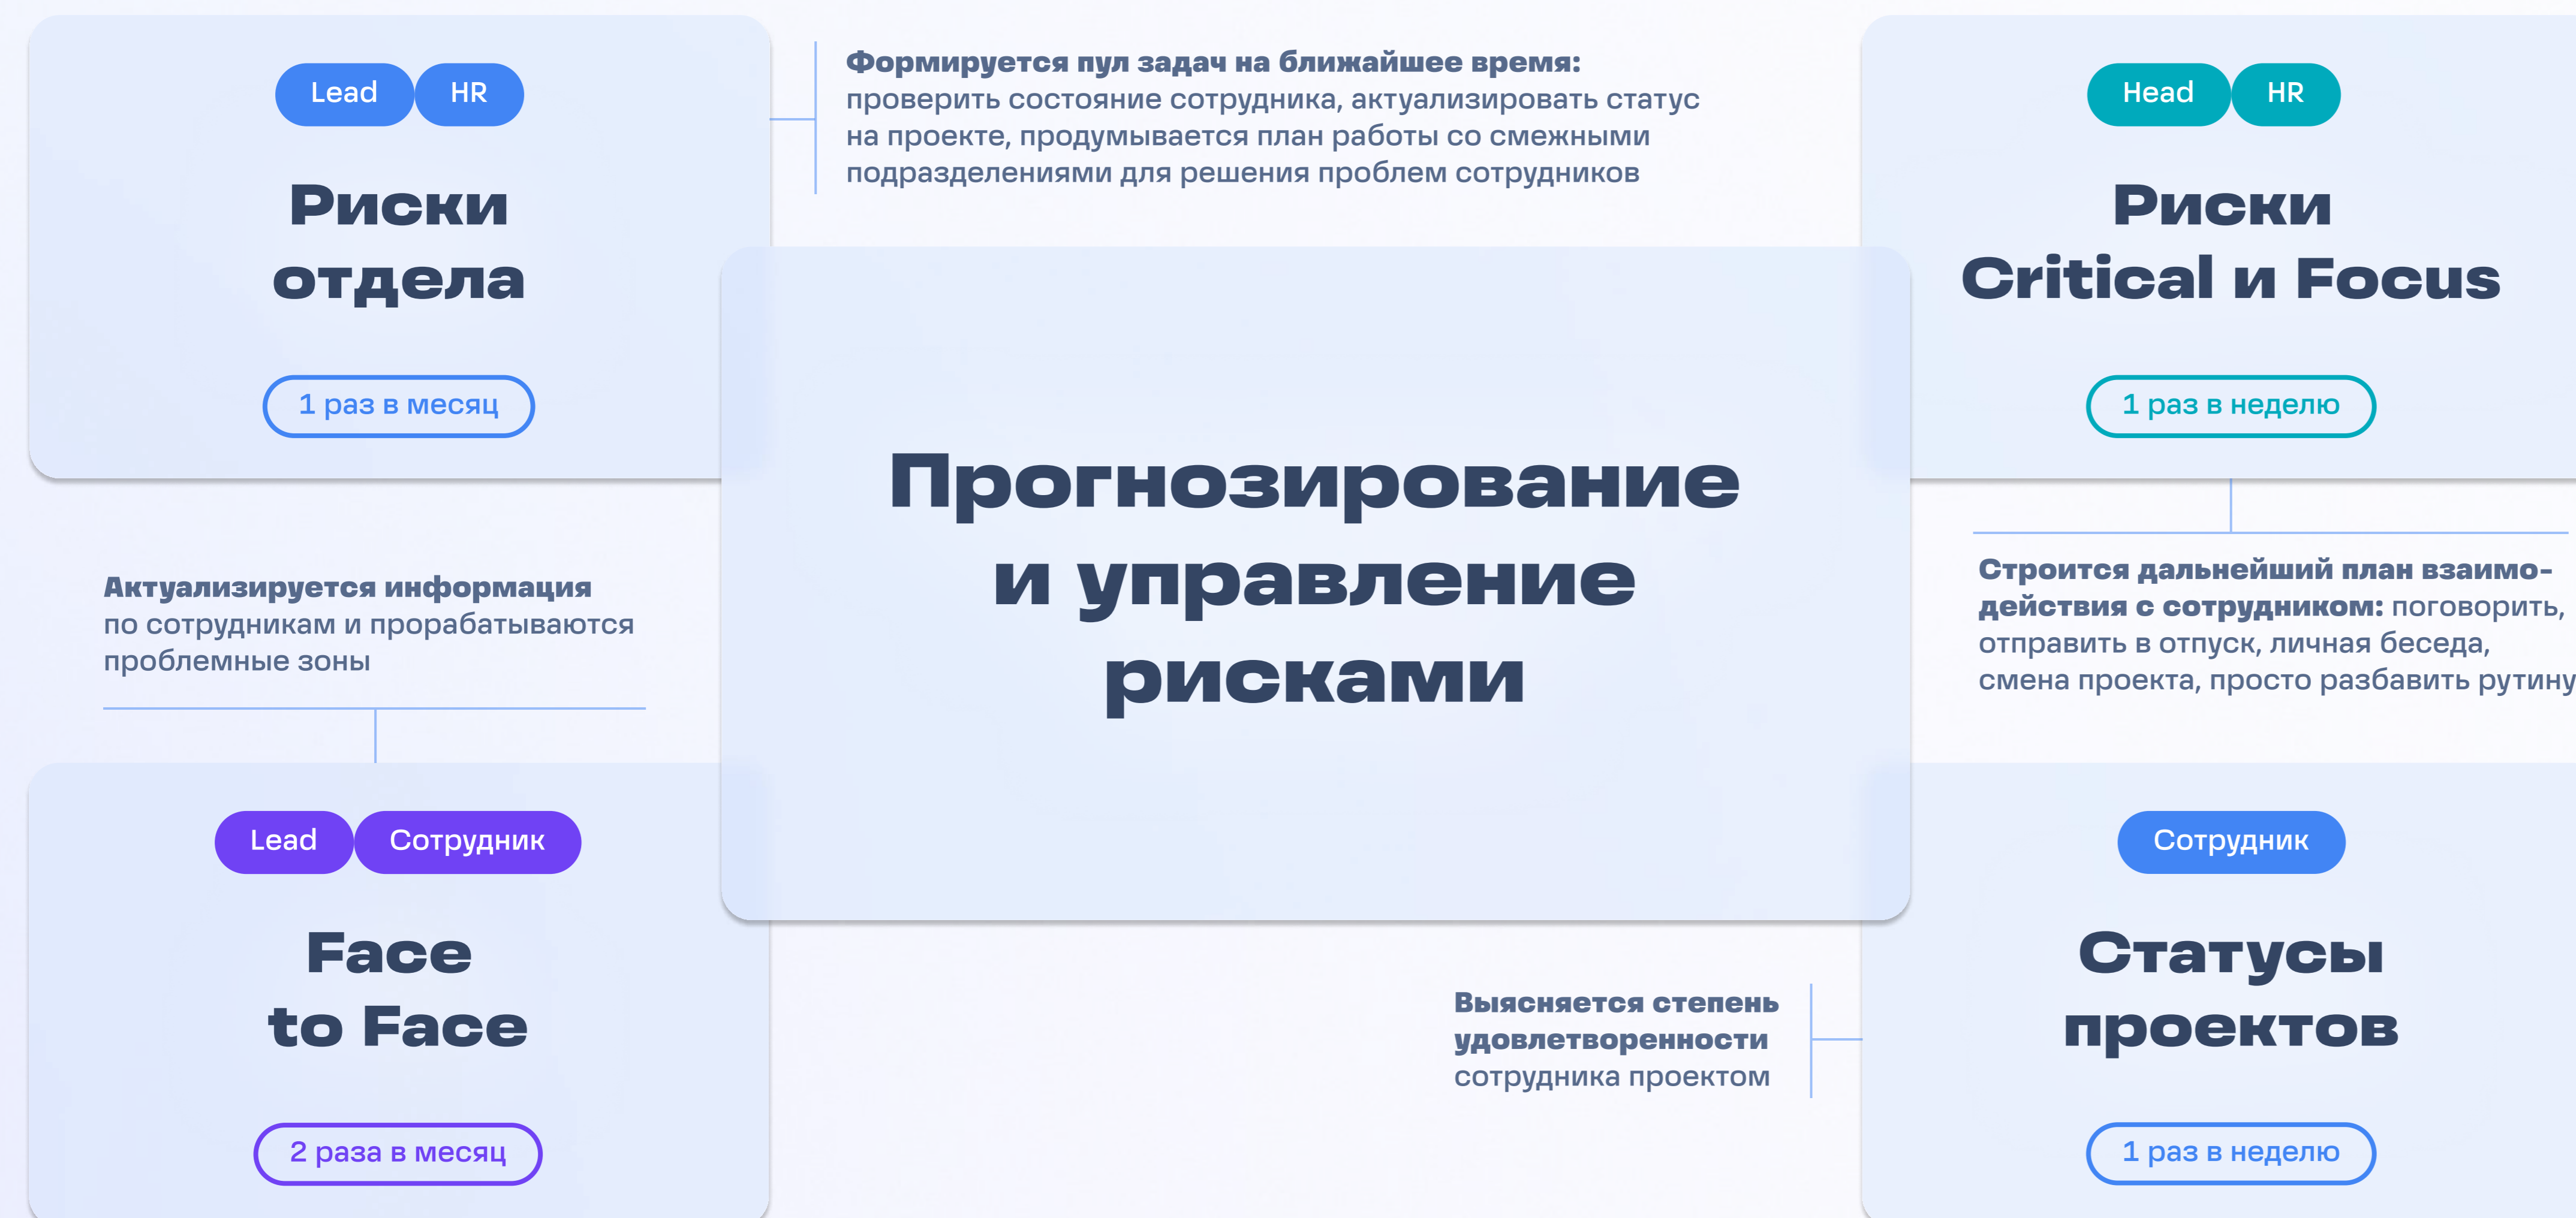 Lead HR
Риски
отдела
1 раз в месяц
Формируется пул задач на ближайшее время:
проверить состояние сотрудника, актуализировать статус
на проекте, продумывается план работы со смежными
подразделениями для решения проблем сотрудников
Head HR
Риски
Critical и Focus
1 раз в неделю
Прогнозирование
и управление
рисками
Актуализируется информация
по сотрудникам и прорабатываются
проблемные зоны
Строится дальнейший план взаимо-
действия с сотрудником: поговорить,
отправить в отпуск, личная беседа,
смена проекта, просто разбавить рутину
Lead Сотрудник
Face
to Face
2 раза в месяц
Выясняется степень
удовлетворенности
сотрудника проектом
Сотрудник
Статусы
проектов
1 раз в неделю